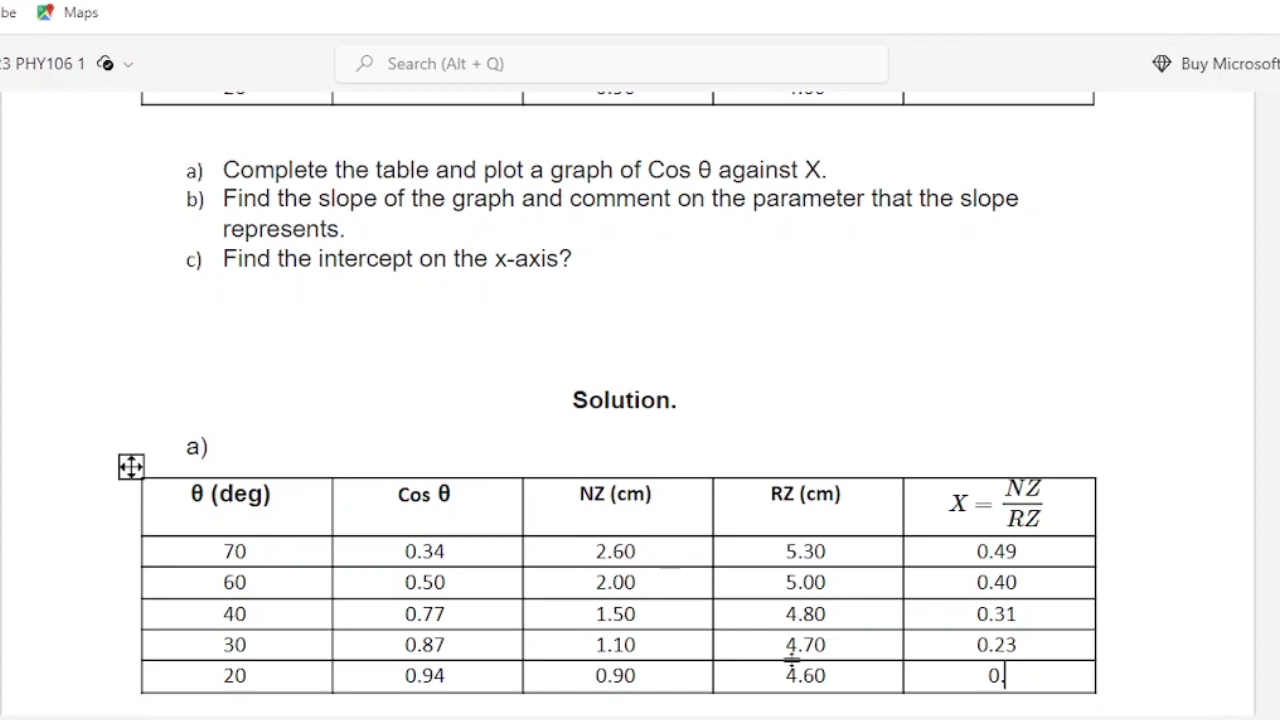 be Maps
23 PHY106 1 Search (Alt + Q) Buy Microsoft
a) Complete the table and plot a graph of Cos θ against X.
b) Find the slope of the graph and comment on the parameter that the slope
represents.
c) Find the intercept on the x-axis?
Solution.
a)
θ (deg) Cos θ NZ (cm) RZ (cm) X = NZ/RZ
70 0.34 2.60 5.30 0.49
60 0.50 2.00 5.00 0.40
40 0.77 1.50 4.80 0.31
30 0.87 1.10 4.70 0.23
20 0.94 0.90 4.60 0.